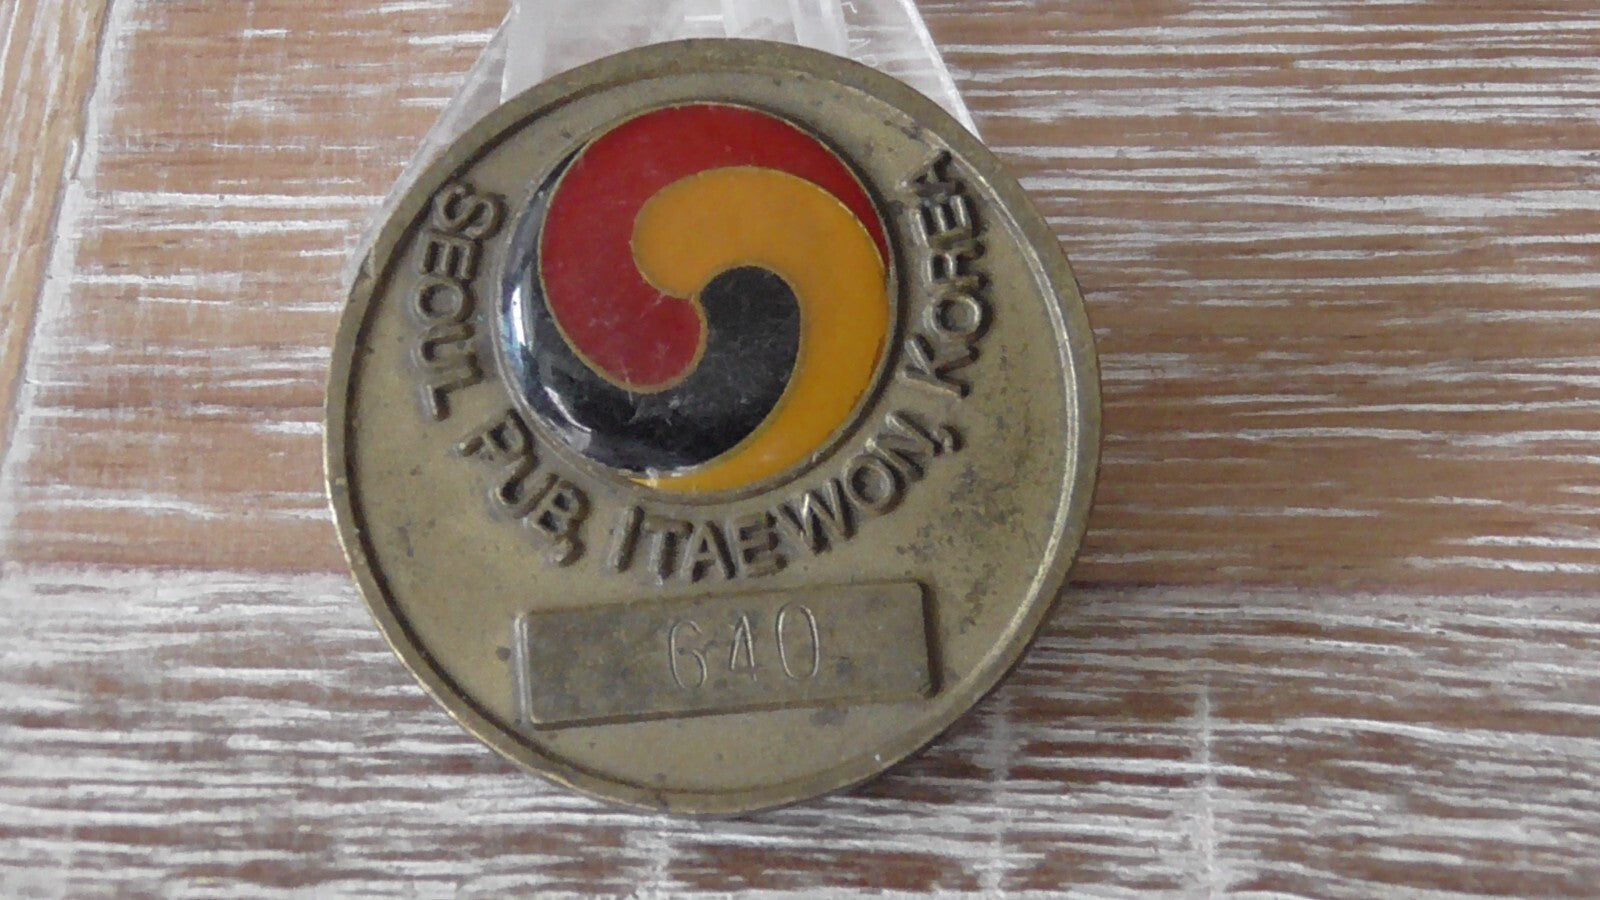 SEOUL PUB, ITAEWON, KOREA
640